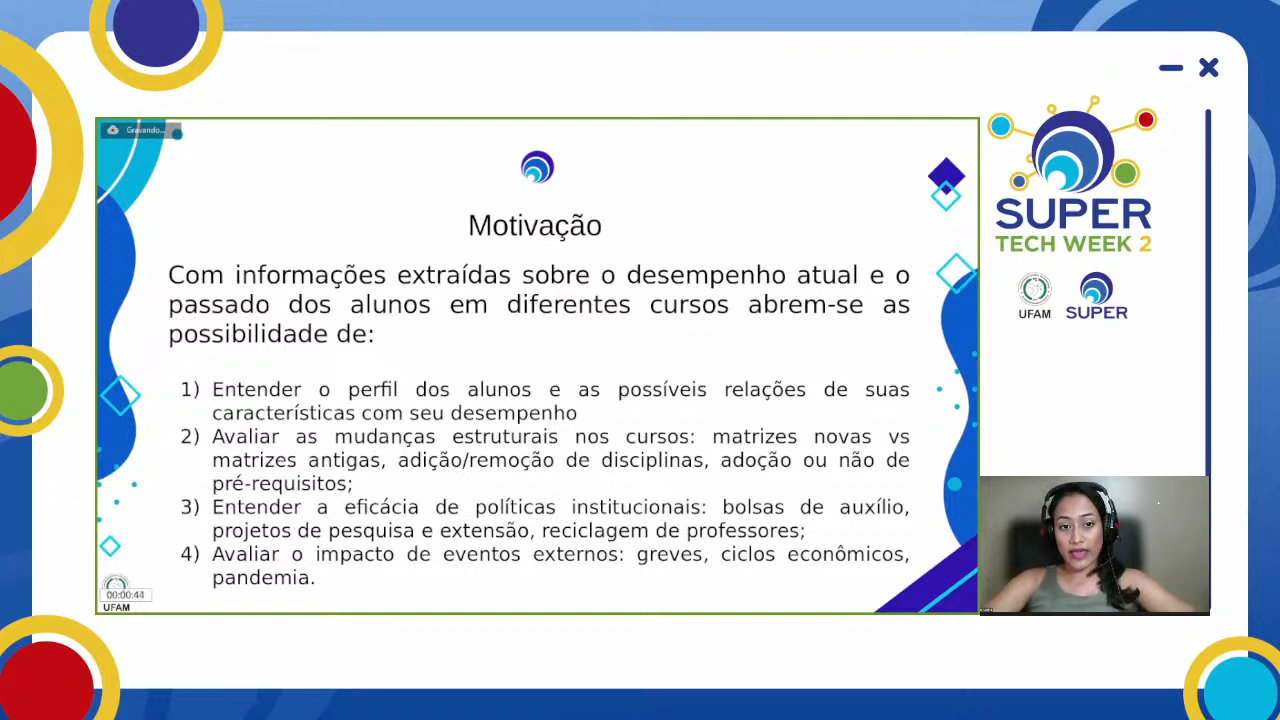 Gravando...
Motivação
Com informações extraídas sobre o desempenho atual e o
passado dos alunos em diferentes cursos abrem-se as
possibilidade de:
1) Entender o perfil dos alunos e as possíveis relações de suas
características com seu desempenho
2) Avaliar as mudanças estruturais nos cursos: matrizes novas vs
matrizes antigas, adição/remoção de disciplinas, adoção ou não de
pré-requisitos;
3) Entender a eficácia de políticas institucionais: bolsas de auxílio,
projetos de pesquisa e extensão, reciclagem de professores;
4) Avaliar o impacto de eventos externos: greves, ciclos econômicos,
pandemia.
00:00:44
UFAM
SUPER
TECH WEEK 2
UFAM
SUPER